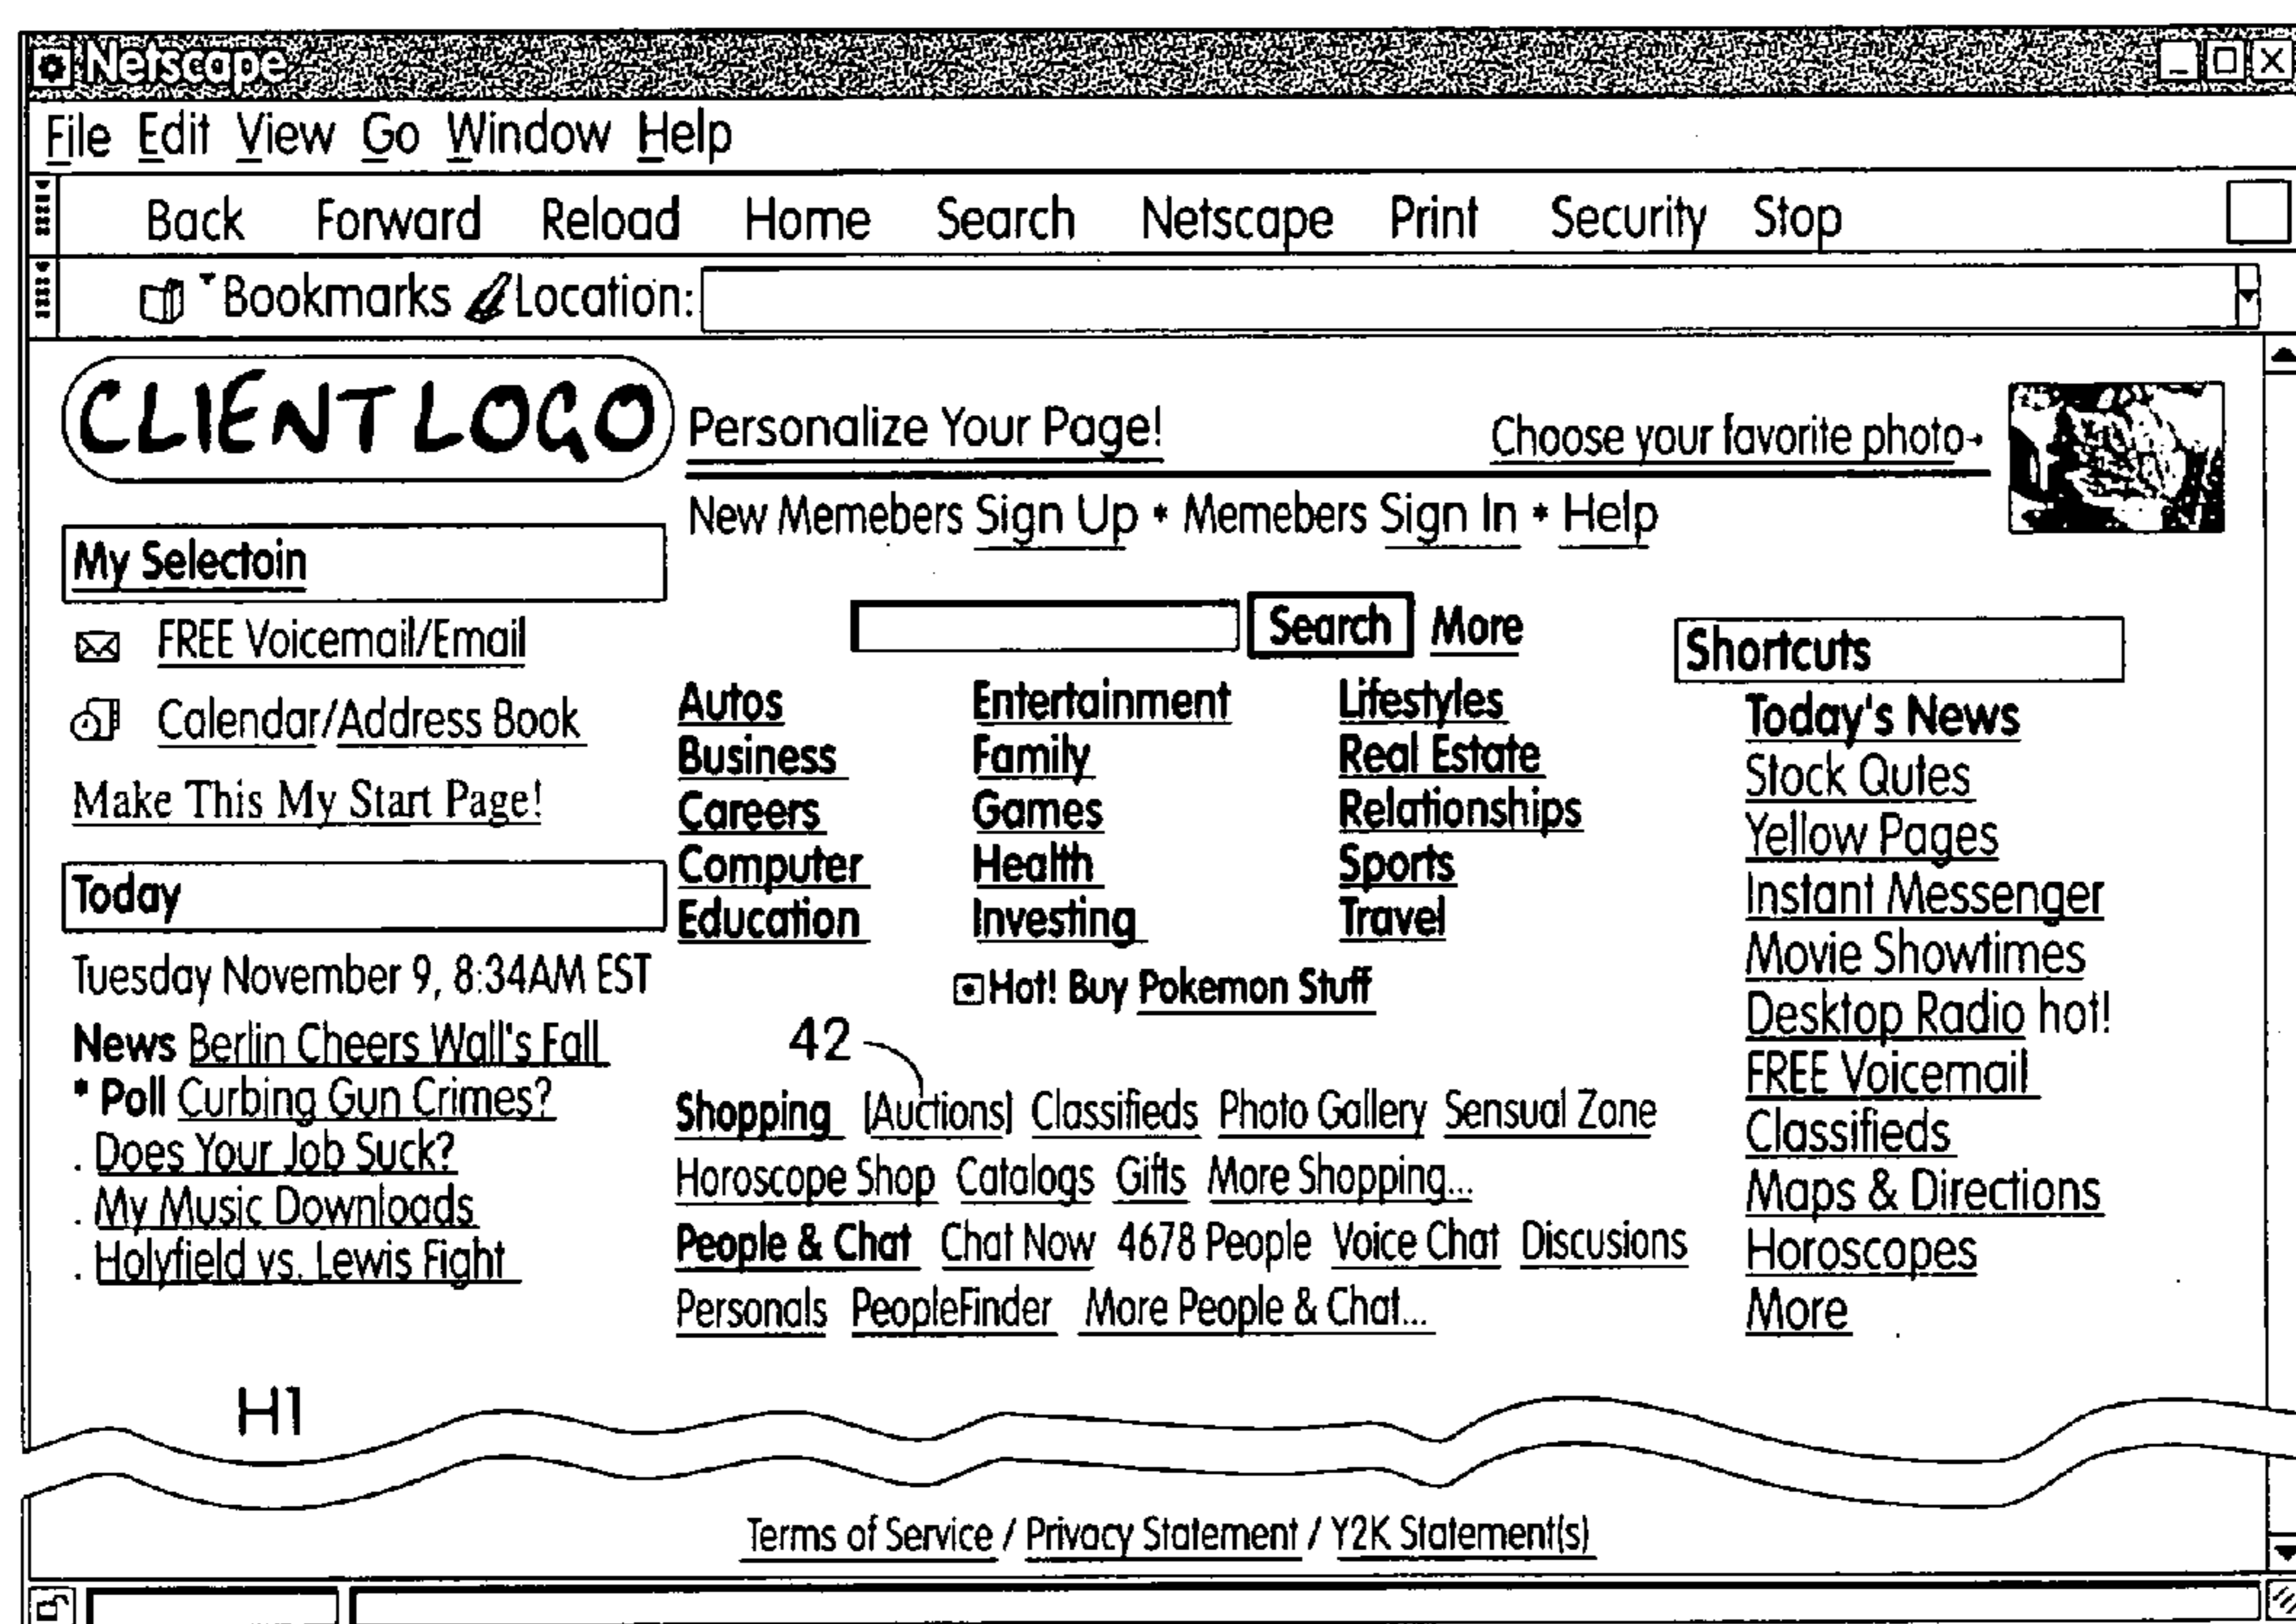 Netscape
File Edit View Go Window Help
Back Forward Reload Home Search Netscape Print Security Stop
Bookmarks Location:
CLIENT LOGO
Personalize Your Page!
Choose your favorite photo
New Memebers Sign Up * Memebers Sign In * Help
My Selectoin
FREE Voicemail/Email
Calendar/Address Book
Make This My Start Page!
Today
Tuesday November 9, 8:34AM EST
News Berlin Cheers Wall's Fall
* Poll Curbing Gun Crimes?
. Does Your Job Suck?
. My Music Downloads
. Holyfield vs. Lewis Fight
Search More
Autos Entertainment Lifestyles
Business Family Real Estate
Careers Games Relationships
Computer Health Sports
Education Investing Travel
Hot! Buy Pokemon Stuff
42
Shopping [Auctions] Classifieds Photo Gallery Sensual Zone
Horoscope Shop Catalogs Gifts More Shopping...
People & Chat Chat Now 4678 People Voice Chat Discusions
Personals PeopleFinder More People & Chat...
Shortcuts
Today's News
Stock Qutes
Yellow Pages
Instant Messenger
Movie Showtimes
Desktop Radio hot!
FREE Voicemail
Classifieds
Maps & Directions
Horoscopes
More
H1
Terms of Service / Privacy Statement / Y2K Statement(s)